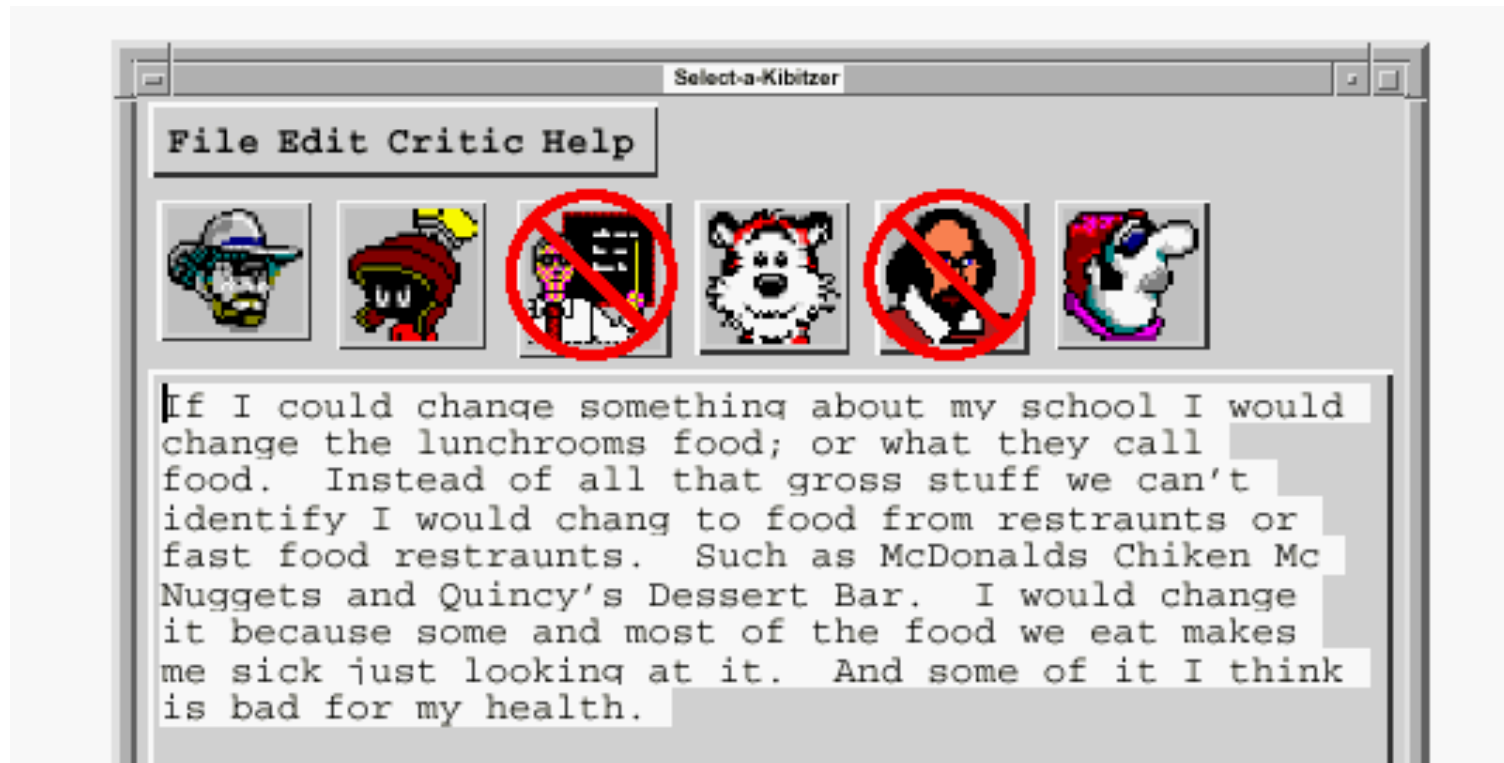 Select-a-Kibitzer
File Edit Critic Help
If I could change something about my school I would
change the lunchrooms food; or what they call
food.  Instead of all that gross stuff we can't
identify I would chang to food from restraunts or
fast food restraunts.  Such as McDonalds Chiken Mc
Nuggets and Quincy's Dessert Bar.  I would change
it because some and most of the food we eat makes
me sick just looking at it.  And some of it I think
is bad for my health.